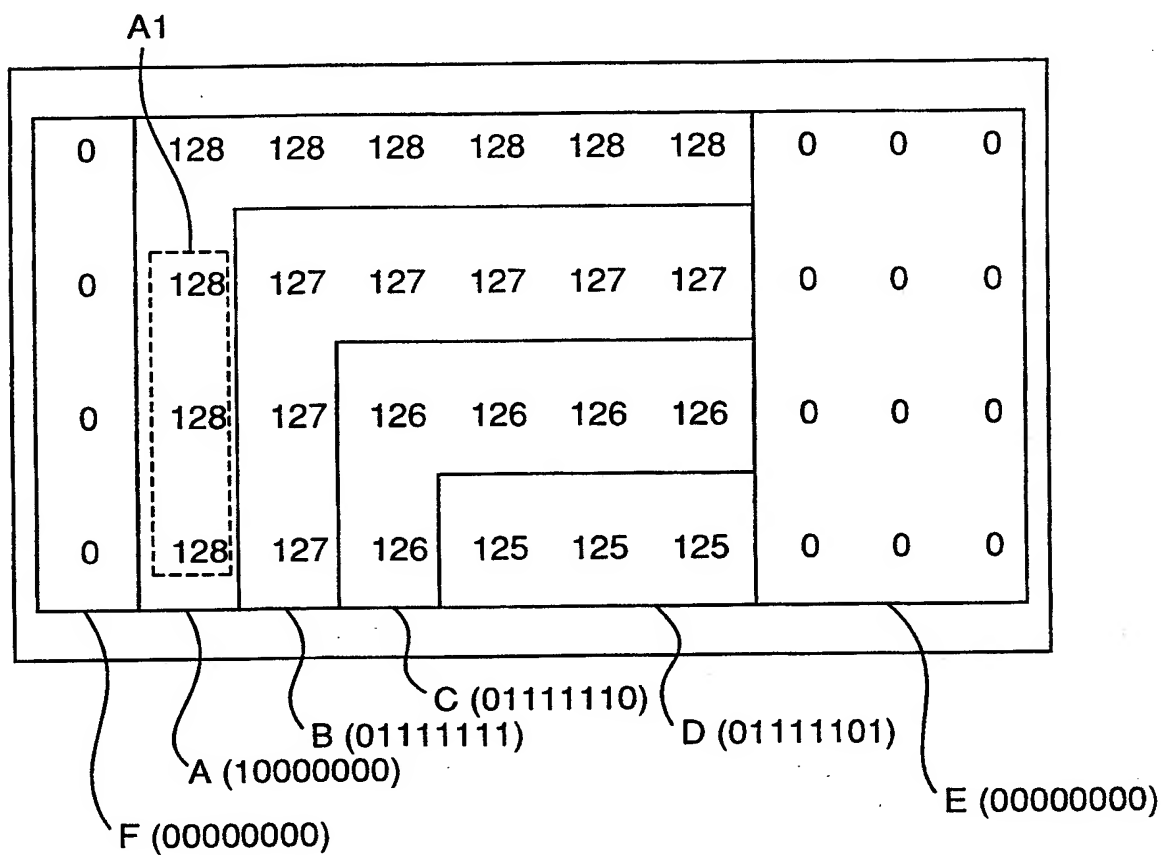 A1
0 128 128 128 128 128 128 0 0 0
0 128 127 127 127 127 127 0 0 0
0 128 127 126 126 126 126 0 0 0
0 128 127 126 125 125 125 0 0 0
C (01111110)
B (01111111)
D (01111101)
A (10000000)
E (00000000)
F (00000000)